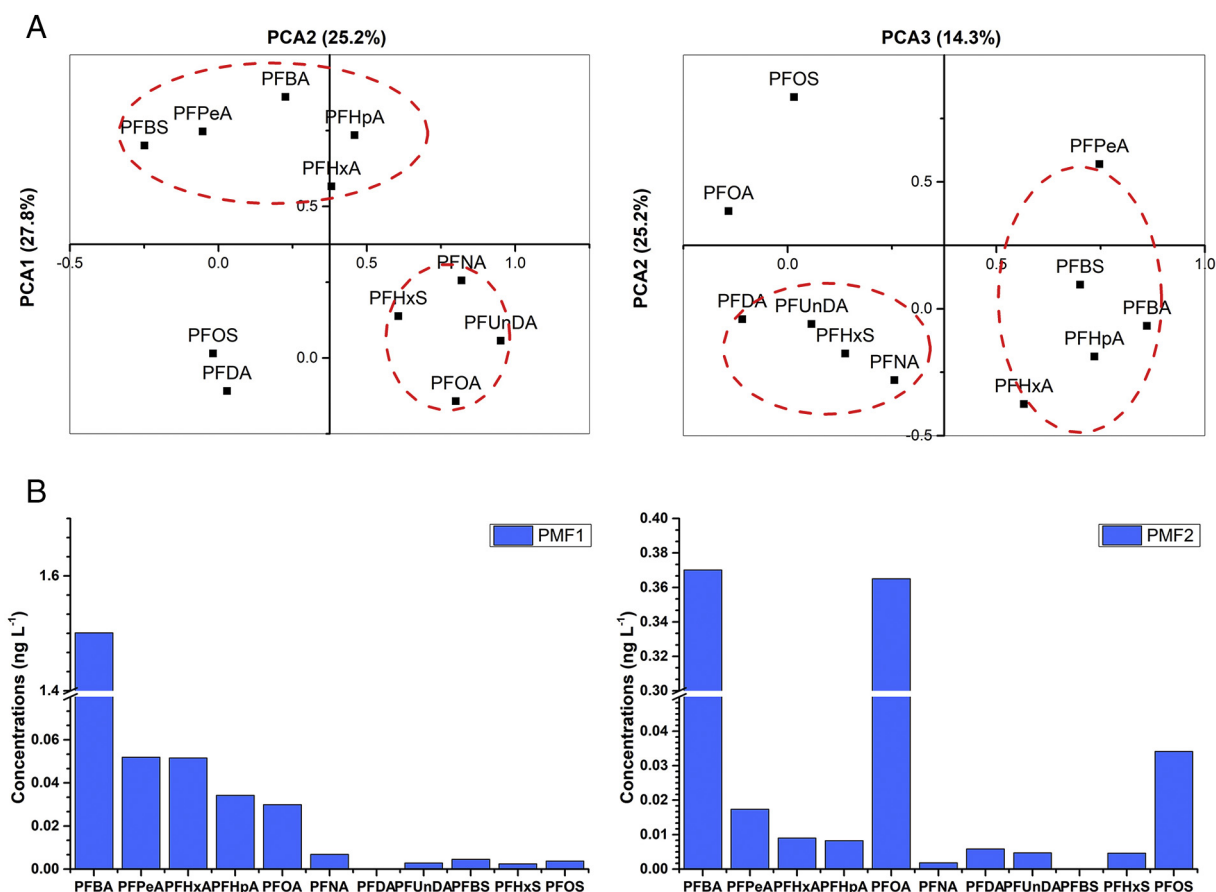 A
PCA2 (25.2%)
PCA1 (27.8%)
PFBA
PFPeA
PFBS
PFHpA
PFHxA
0.5
-0.5
0.0
0.5
1.0
PFNA
PFHxS
PFUnDA
PFOS
0.0
PFDA
PFOA
PCA3 (14.3%)
PCA2 (25.2%)
PFOS
PFPeA
0.5
PFOA
0.0
0.5
1.0
PFBS
PFDA
PFUnDA
0.0
PFBA
PFHxS
PFHpA
PFNA
PFHxA
-0.5
B
PMF1
Concentrations (ng L-1)
1.6
1.4
0.06
0.04
0.02
0.00
PFBA PFPeA PFHxA PFHpA PFOA PFNA PFDA PFUnDA PFBS PFHxS PFOS
PMF2
Concentrations (ng L-1)
0.40
0.38
0.36
0.34
0.32
0.30
0.04
0.03
0.02
0.01
0.00
PFBA PFPeA PFHxA PFHpA PFOA PFNA PFDA PFUnDA PFBS PFHxS PFOS